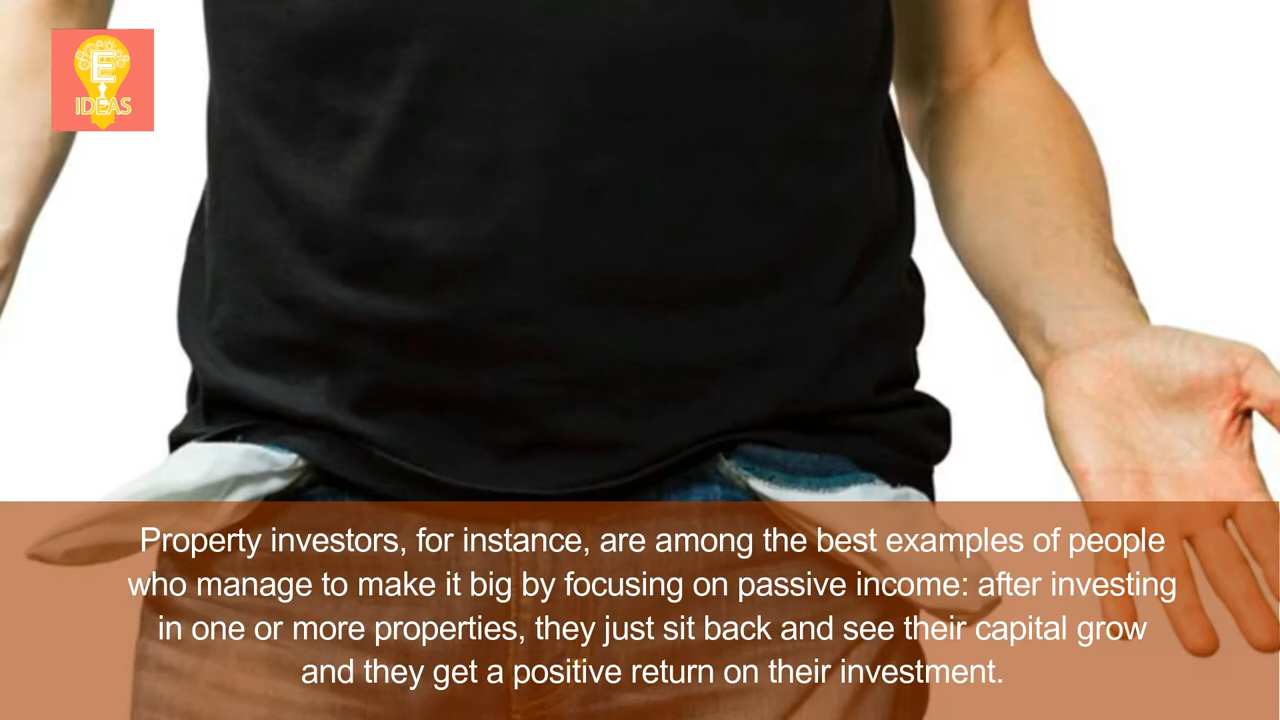 E
IDEAS
Property investors, for instance, are among the best examples of people
who manage to make it big by focusing on passive income: after investing
in one or more properties, they just sit back and see their capital grow
and they get a positive return on their investment.